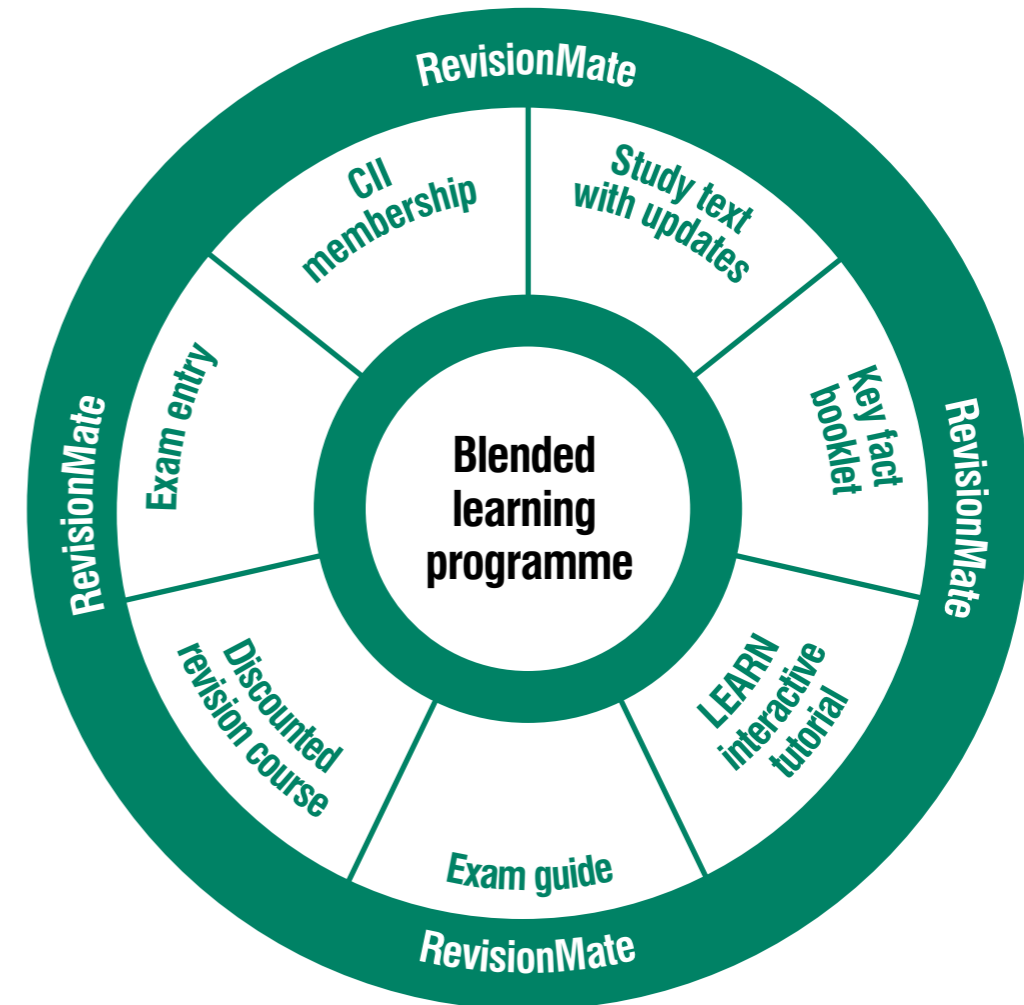 RevisionMate
CII
membership
Study text
with updates
Exam entry
Key fact
booklet
RevisionMate
Blended
learning
programme
RevisionMate
Discounted
revision course
LEARN
interactive
tutorial
Exam guide
RevisionMate